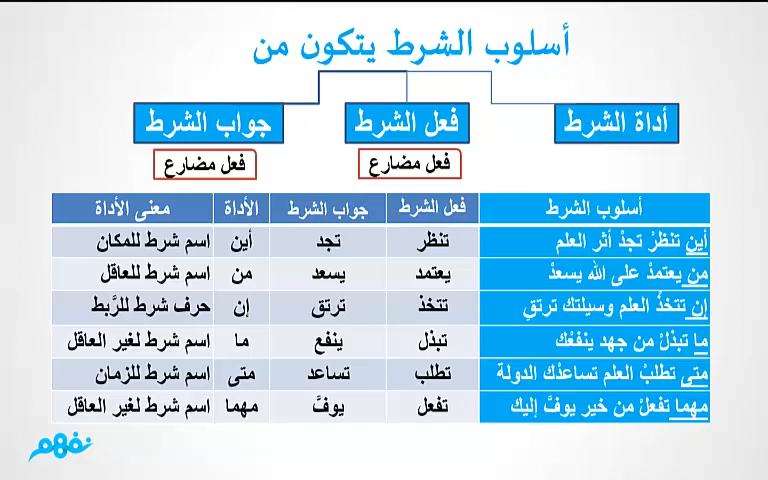 أسلوب الشرط يتكون من
أداة الشرط فعل الشرط جواب الشرط
فعل مضارع فعل مضارع
أسلوب الشرط فعل الشرط جواب الشرط الأداة معنى الأداة
أين تنظرْ تجدْ أثر العلم تنظر تجد أين اسم شرط للمكان
من يعتمدْ على الله يسعدْ يعتمد يسعد من اسم شرط للعاقل
إن تتخذْ العلم وسيلتك ترتقِ تتخذ ترتق إن حرف شرط للرَّبط
ما تبذلْ من جهد ينفعْك تبذل ينفع ما اسم شرط لغير العاقل
متى تطلبْ العلم تساعدْك الدولة تطلب تساعد متى اسم شرط للزمان
مهما تفعلْ من خير يوفَّ إليك تفعل يوفَّ مهما اسم شرط لغير العاقل
نفهم